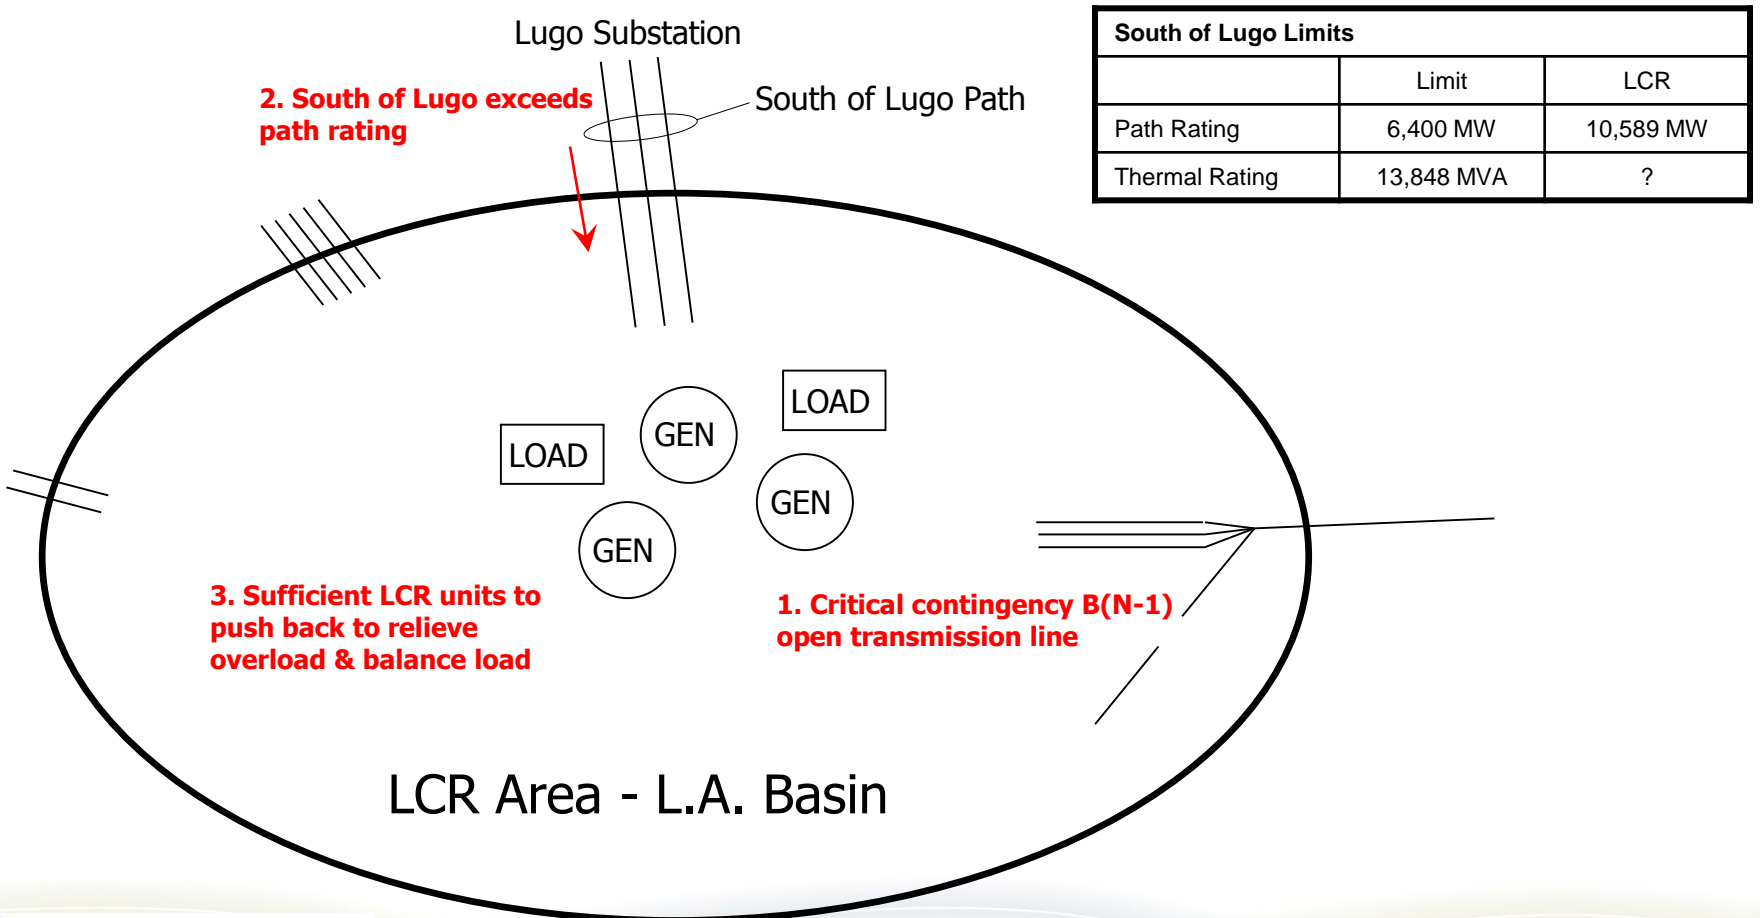 Lugo Substation
2. South of Lugo exceeds
path rating
South of Lugo Path
South of Lugo Limits
Limit LCR
Path Rating 6,400 MW 10,589 MW
Thermal Rating 13,848 MVA ?
LOAD
GEN
LOAD
GEN
GEN
3. Sufficient LCR units to
push back to relieve
overload & balance load
1. Critical contingency B(N-1)
open transmission line
LCR Area - L.A. Basin